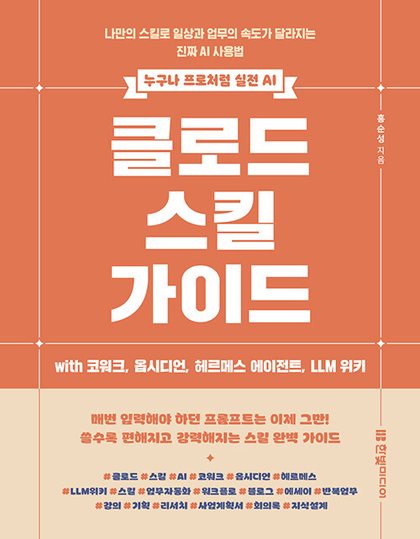 나만의 스킬로 일상과 업무의 속도가 달라지는
진짜 AI 사용법
누구나 프로처럼 실전 AI
클로드
스킬
가이드
홍순성 지음
with 코워크, 옵시디언, 헤르메스 에이전트, LLM 위키
매번 입력해야 하던 프롬프트는 이제 그만!
쓸수록 편해지고 강력해지는 스킬 완벽 가이드
#클로드 #스킬 #AI #코워크 #옵시디언 #헤르메스
#LLM위키 #스킬 #업무자동화 #워크플로 #블로그 #에세이 #반복업무
#강의 #기획 #리서치 #사업계획서 #회의록 #지식설계
한빛미디어